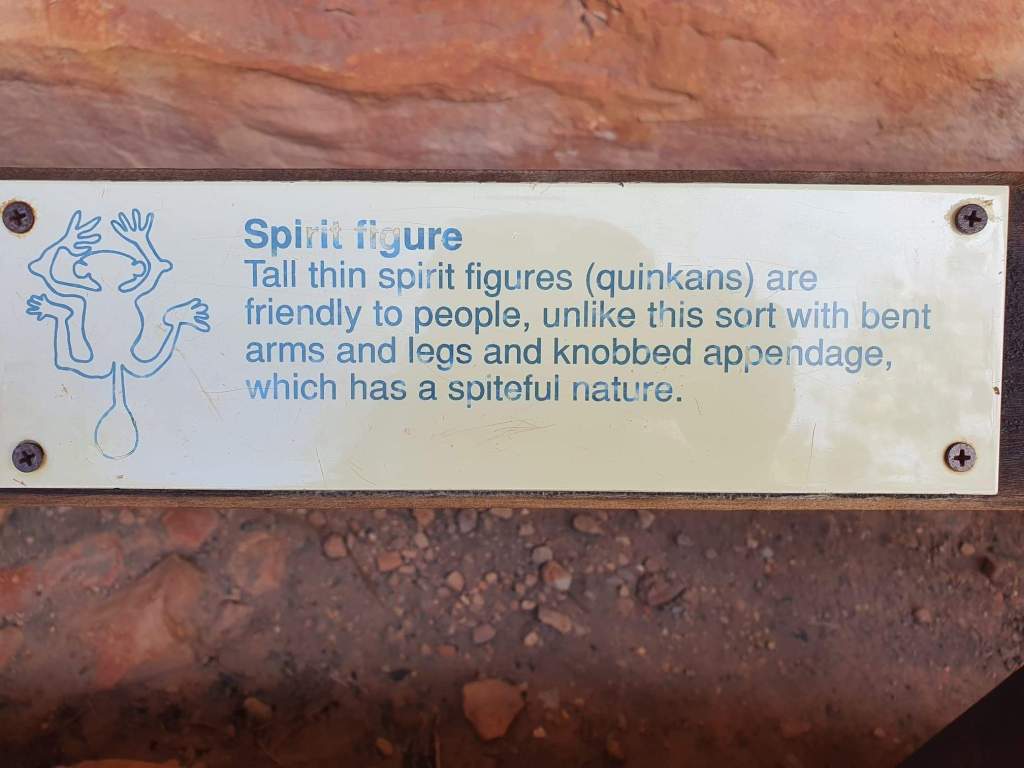 Spirit figure
Tall thin spirit figures (quinkans) are
friendly to people, unlike this sort with bent
arms and legs and knobbed appendage,
which has a spiteful nature.